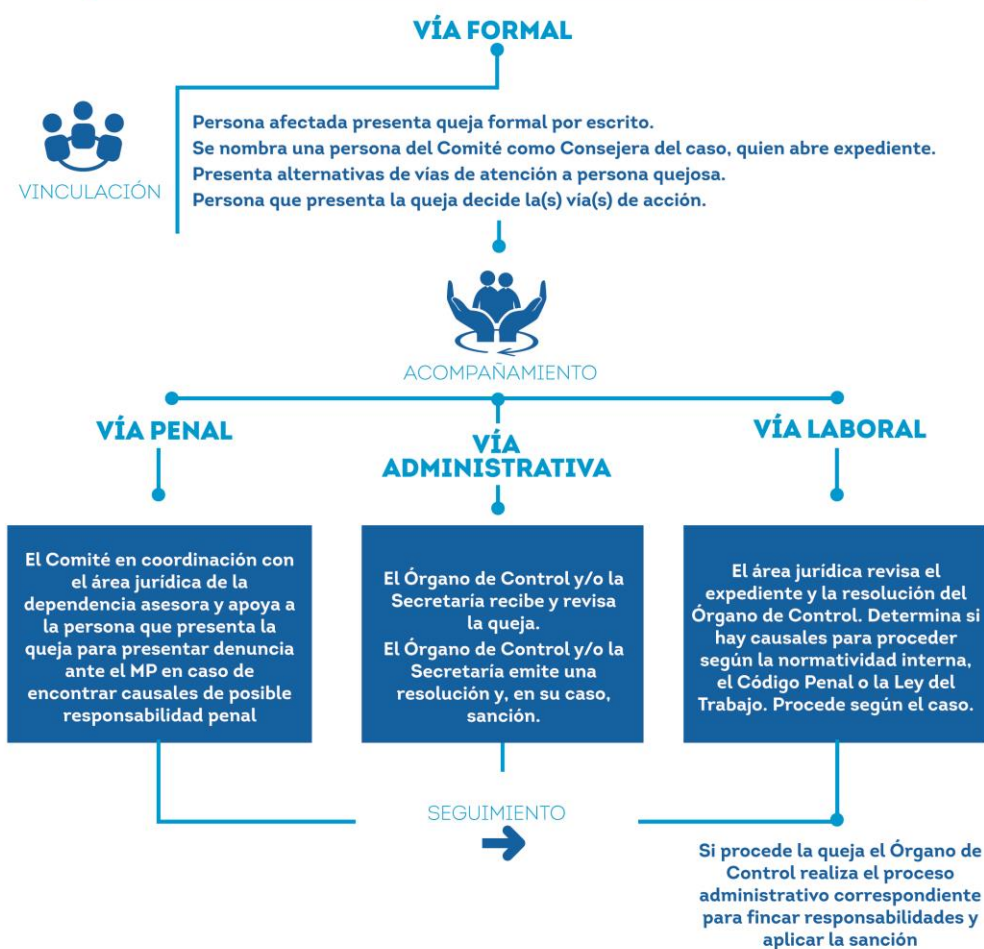 VÍA FORMAL
VINCULACIÓN
Persona afectada presenta queja formal por escrito.
Se nombra una persona del Comité como Consejera del caso, quien abre expediente.
Presenta alternativas de vías de atención a persona quejosa.
Persona que presenta la queja decide la(s) vía(s) de acción.
ACOMPAÑAMIENTO
VÍA PENAL
El Comité en coordinación con
el área jurídica de la
dependencia asesora y apoya a
la persona que presenta la
queja para presentar denuncia
ante el MP en caso de
encontrar causales de posible
responsabilidad penal
VÍA
ADMINISTRATIVA
El Órgano de Control y/o la
Secretaría recibe y revisa
la queja.
El Órgano de Control y/o la
Secretaría emite una
resolución y, en su caso,
sanción.
VÍA LABORAL
El área jurídica revisa el
expediente y la resolución del
Órgano de Control. Determina si
hay causales para proceder
según la normatividad interna,
el Código Penal o la Ley del
Trabajo. Procede según el caso.
SEGUIMIENTO
Si procede la queja el Órgano de
Control realiza el proceso
administrativo correspondiente
para fincar responsabilidades y
aplicar la sanción